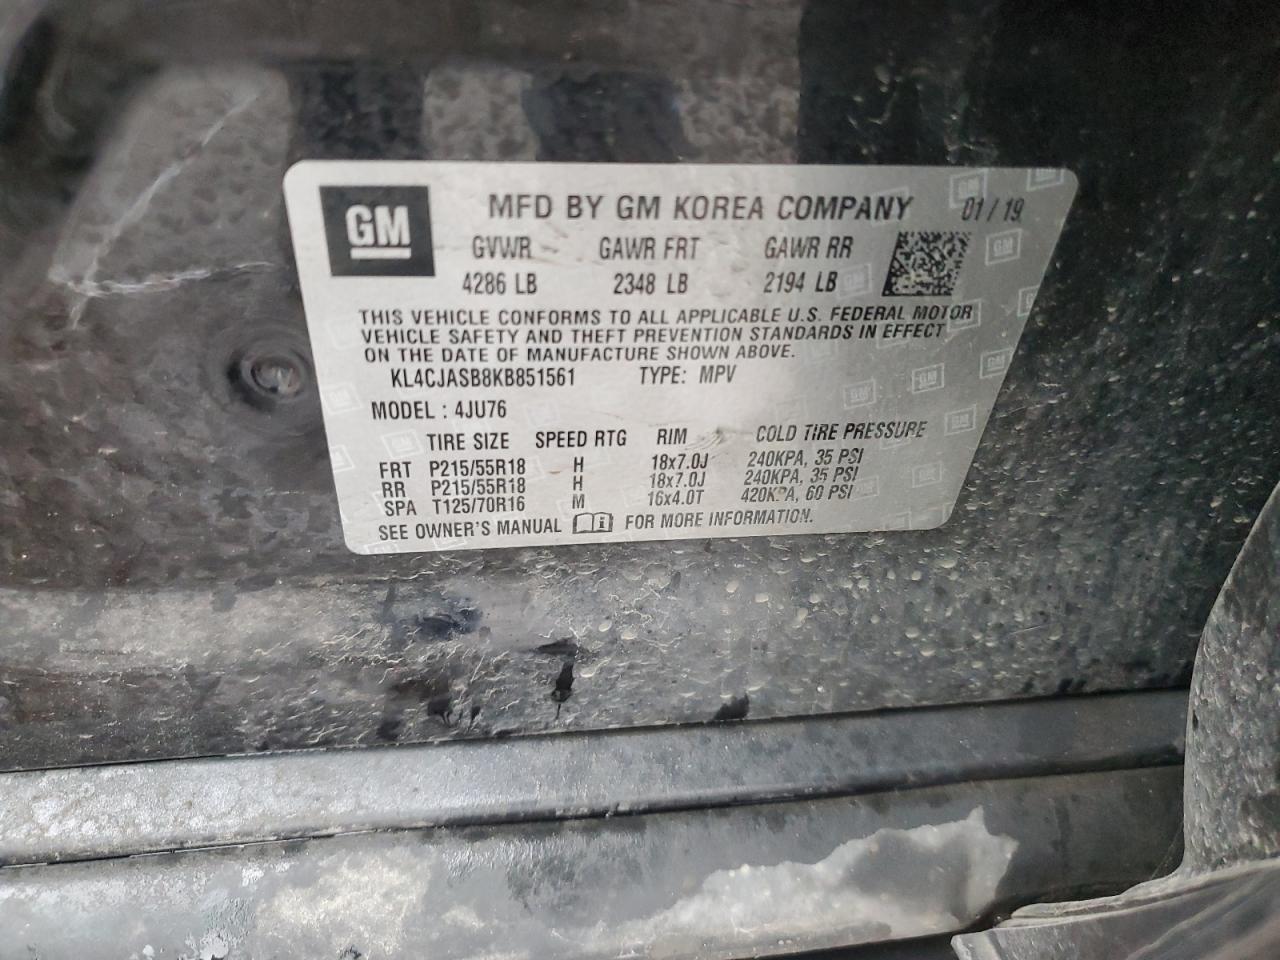 GM
MFD BY GM KOREA COMPANY 01/19
GVWR GAWR FRT GAWR RR
4286 LB 2348 LB 2194 LB
THIS VEHICLE CONFORMS TO ALL APPLICABLE U.S. FEDERAL MOTOR
VEHICLE SAFETY AND THEFT PREVENTION STANDARDS IN EFFECT
ON THE DATE OF MANUFACTURE SHOWN ABOVE.
KL4CJASB8KB851561 TYPE: MPV
MODEL : 4JU76
TIRE SIZE SPEED RTG RIM COLD TIRE PRESSURE
FRT P215/55R18 H 18x7.0J 240KPA, 35 PSI
RR P215/55R18 H 18x7.0J 240KPA, 35 PSI
SPA T125/70R16 M 16x4.0T 420KPA, 60 PSI
SEE OWNER'S MANUAL FOR MORE INFORMATION.